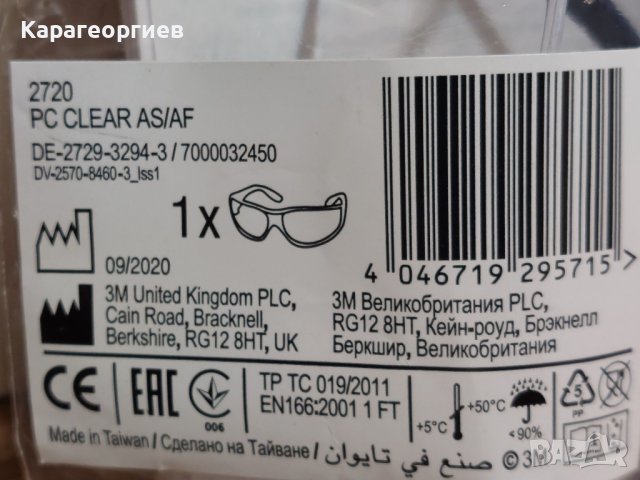 Карагеоргиев
2720
PC CLEAR AS/AF
DE-2729-3294-3 / 7000032450
DV-2570-8460-3_Iss1
1x
09/2020
4 046719 295715 >
3M United Kingdom PLC,
Cain Road, Bracknell,
Berkshire, RG12 8HT, UK
3M Великобритания PLC,
RG12 8HT, Кейн-роуд, Брэкнелл
Беркшир, Великобритания
CE EAC 006
TP TC 019/2011
EN166:2001 1 FT
+5°C +50°C
<90%
5
PP
Made in Taiwan / Сделано на Тайване / صنع في تايوان
© 3M
BAZAR